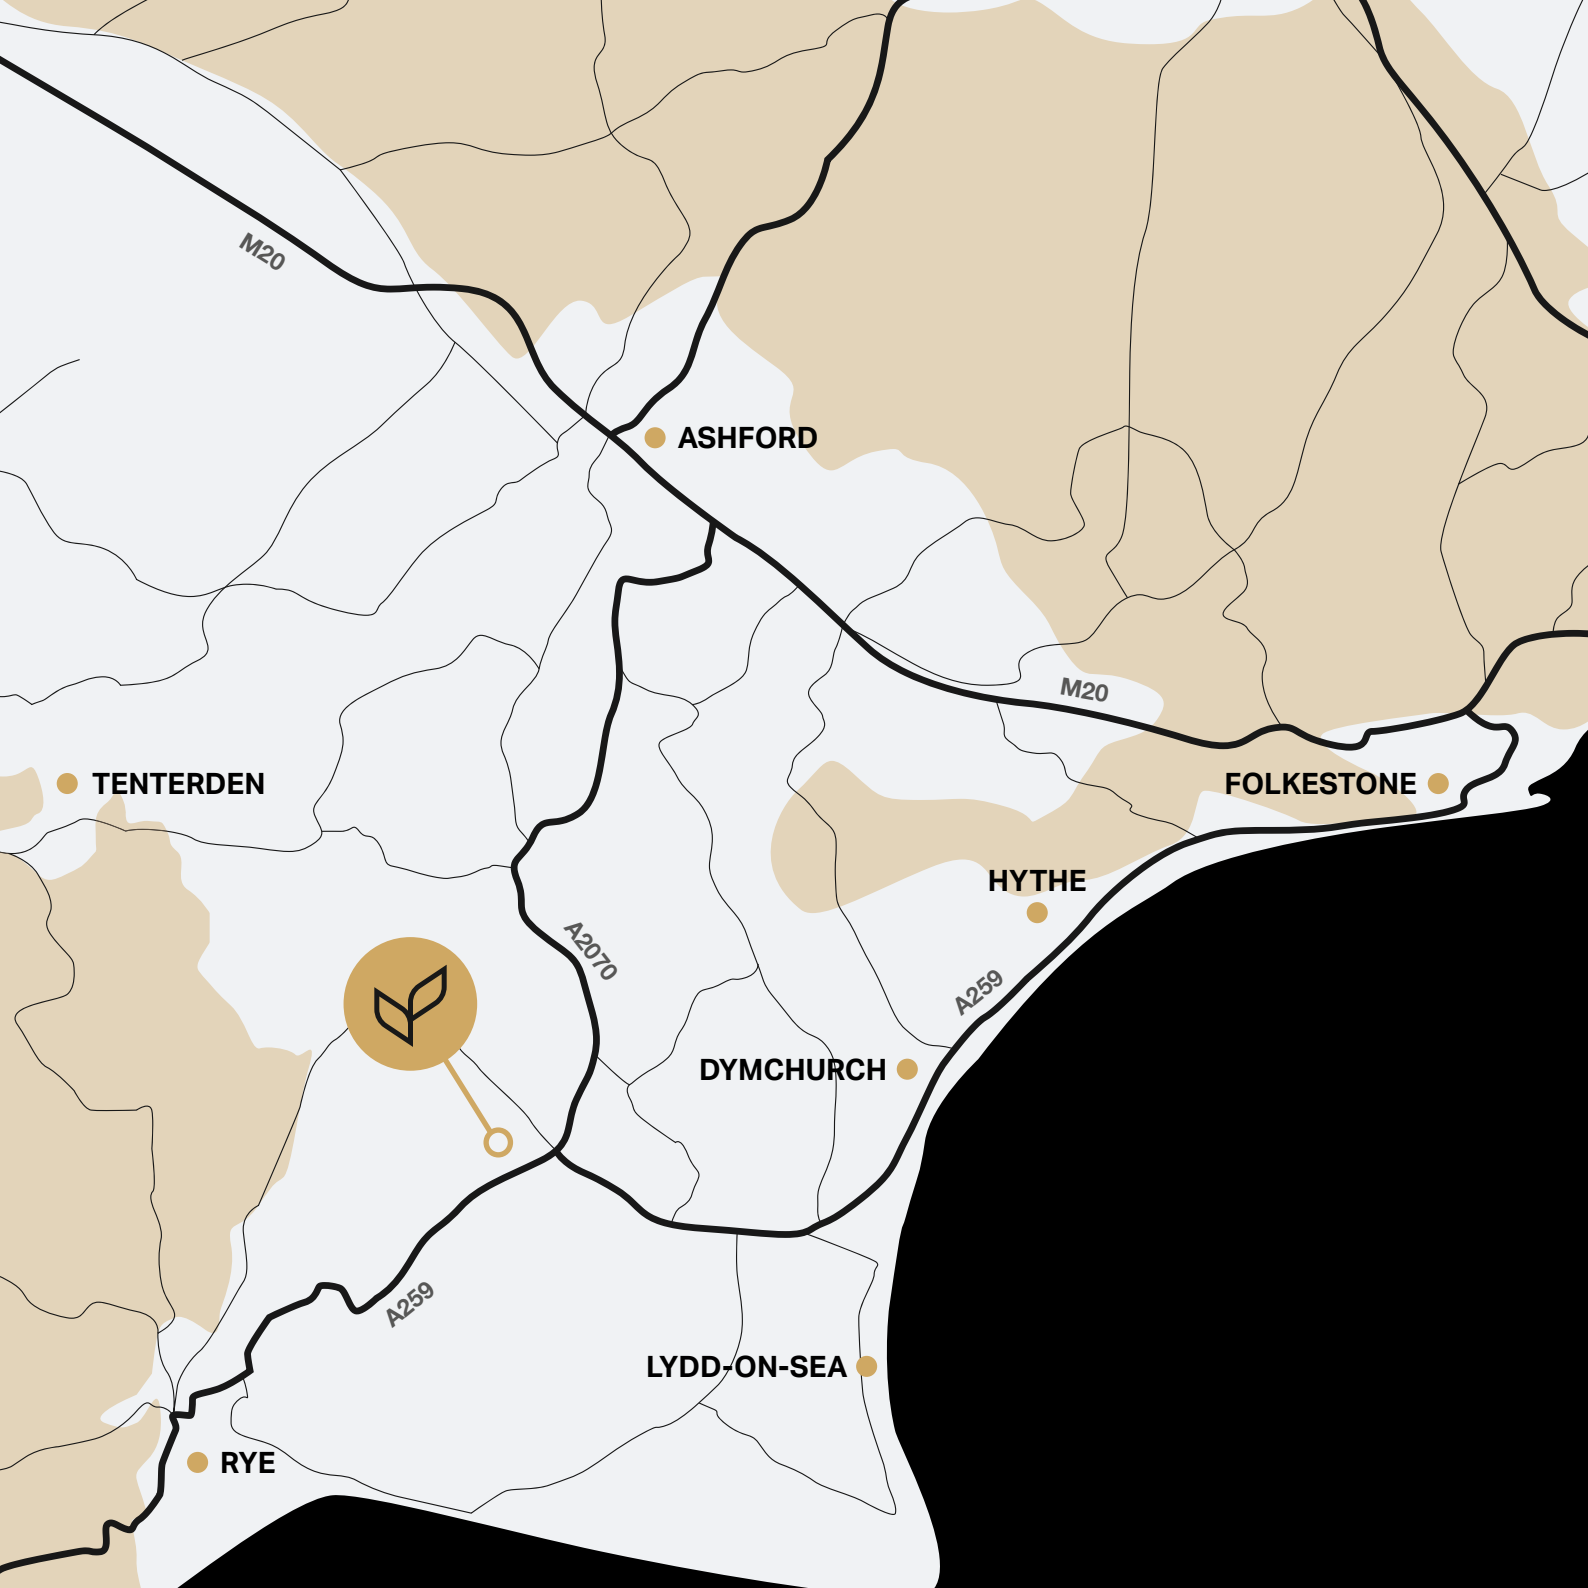 M20
ASHFORD
M20
TENTERDEN
FOLKESTONE
HYTHE
A2070
A259
DYMCHURCH
A259
LYDD-ON-SEA
RYE